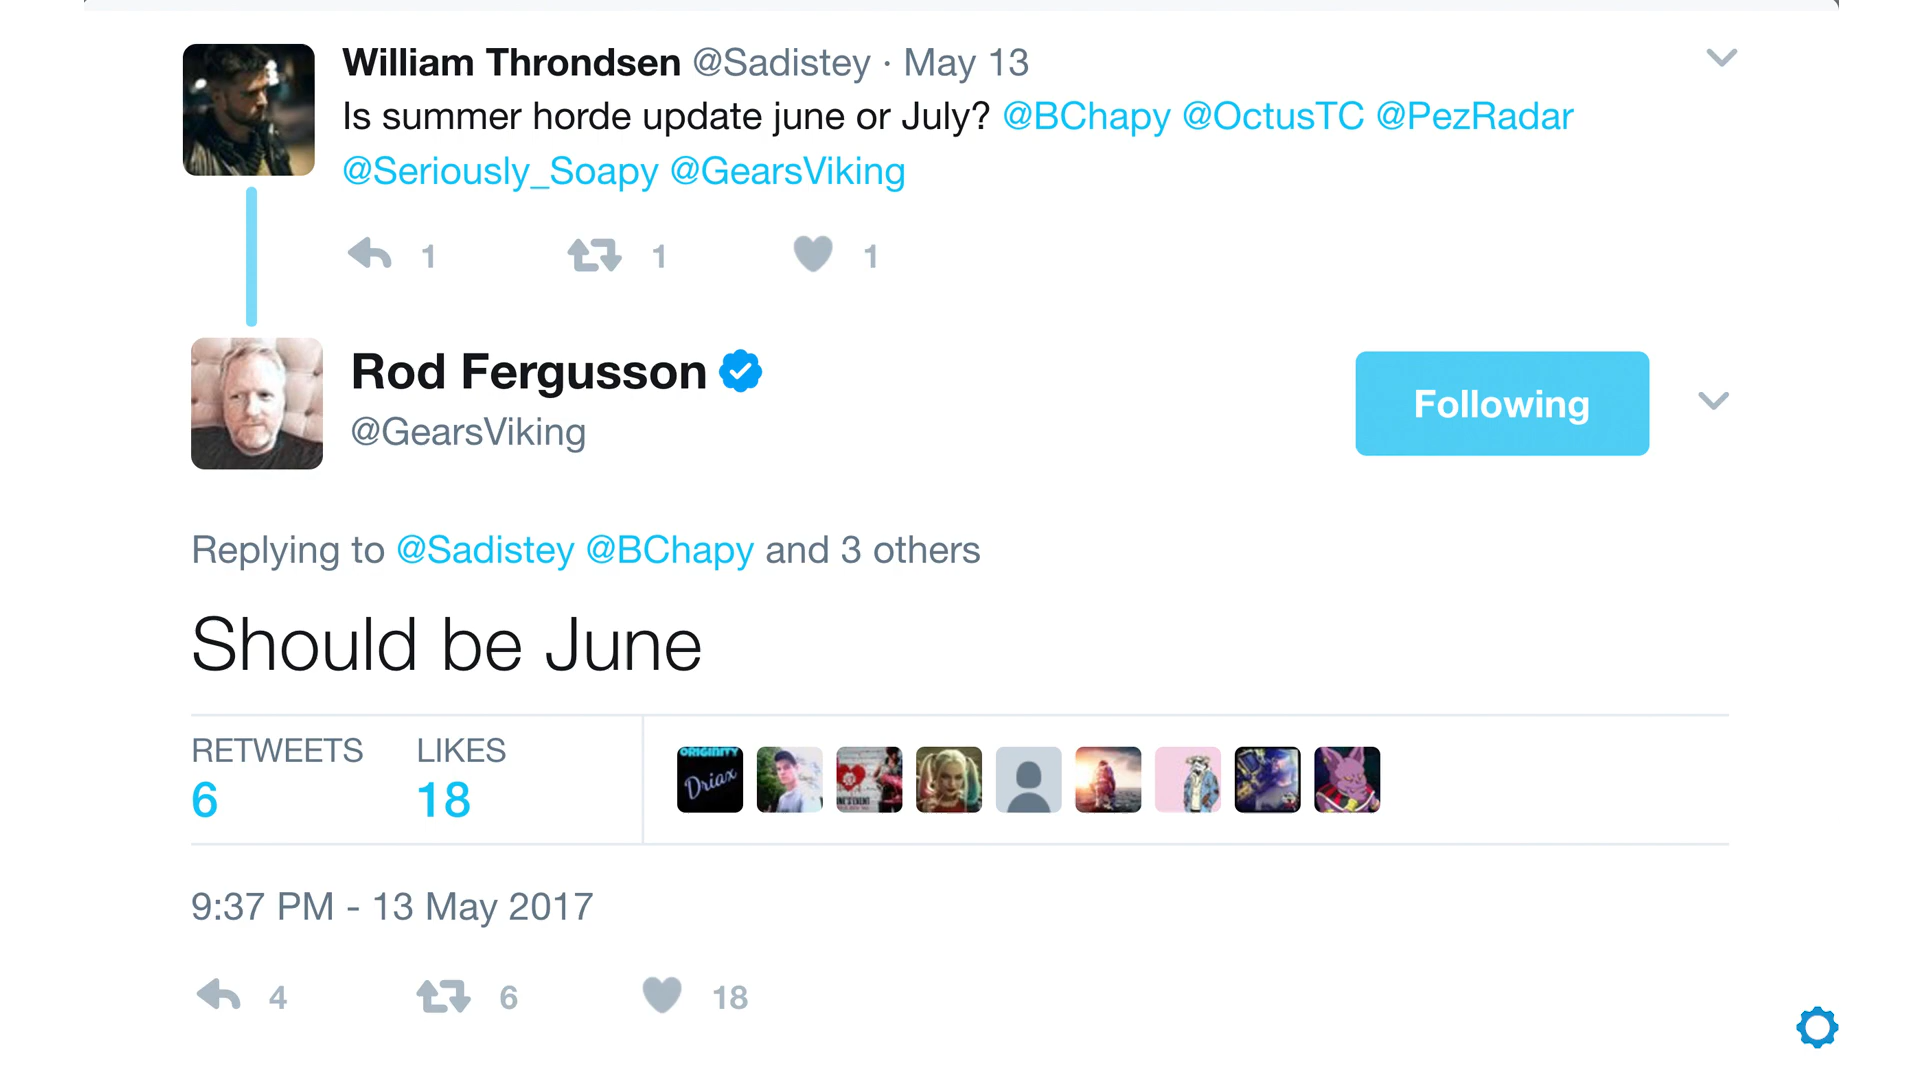 William Throndsen @Sadistey · May 13
Is summer horde update june or July? @BChapy @OctusTC @PezRadar
@Seriously_Soapy @GearsViking
1 1 1
Rod Fergusson
@GearsViking
Following
Replying to @Sadistey @BChapy and 3 others
Should be June
RETWEETS LIKES
6 18
ORIGINITY
Driax
9:37 PM - 13 May 2017
4 6 18